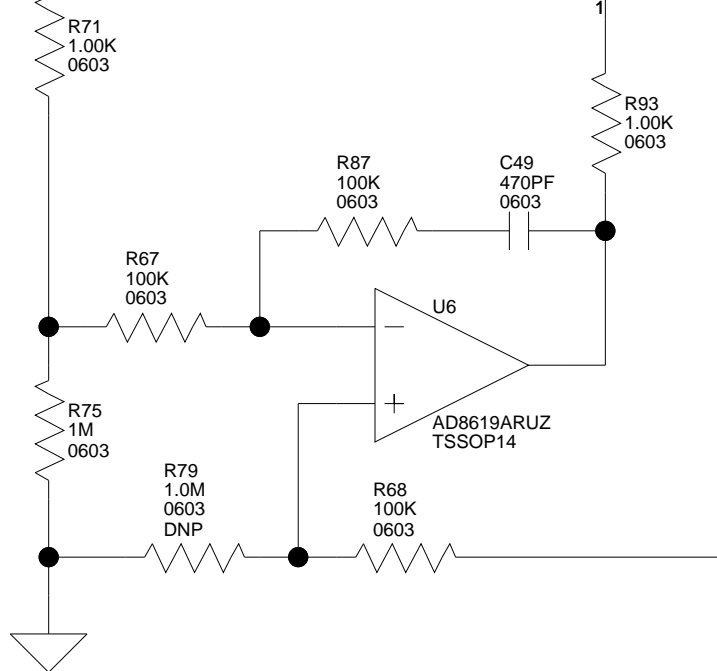 1
R71
1.00K
0603
R93
1.00K
0603
R87
100K
0603
C49
470PF
0603
R67
100K
0603
U6
−
+
AD8619ARUZ
TSSOP14
R75
1M
0603
R79
1.0M
0603
DNP
R68
100K
0603